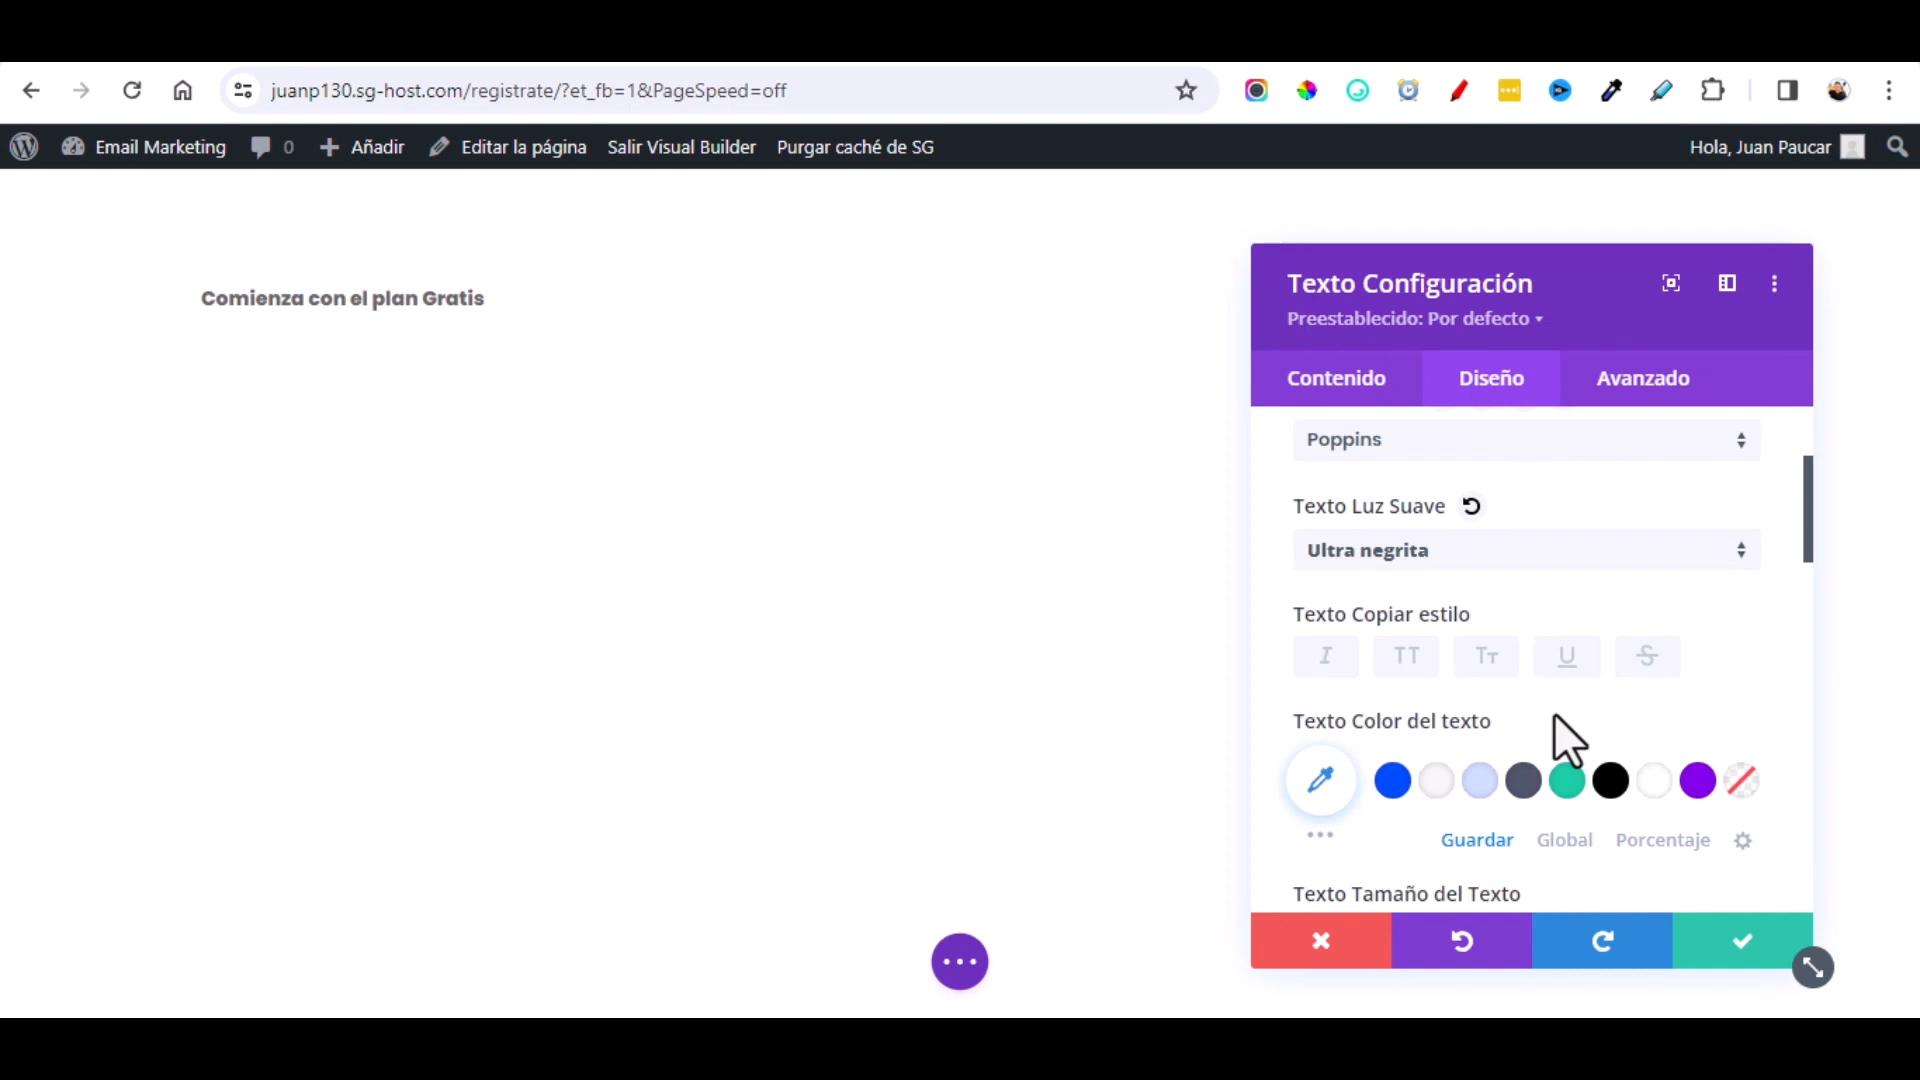 juanp130.sg-host.com/registrate/?et_fb=1&PageSpeed=off
Email Marketing 0 Añadir Editar la página Salir Visual Builder Purgar caché de SG Hola, Juan Paucar
Comienza con el plan Gratis
Texto Configuración
Preestablecido: Por defecto
Contenido Diseño Avanzado
Poppins
Texto Luz Suave
Ultra negrita
Texto Copiar estilo
I TT Tт U S
Texto Color del texto
Guardar Global Porcentaje
Texto Tamaño del Texto